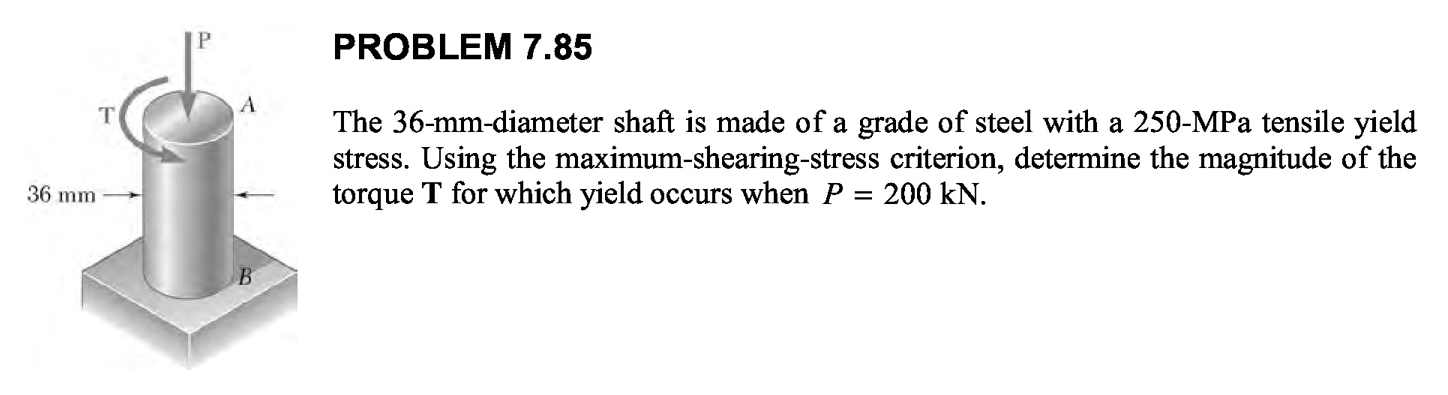 P
PROBLEM 7.85
A
T
The 36-mm-diameter shaft is made of a grade of steel with a 250-MPa tensile yield
stress. Using the maximum-shearing-stress criterion, determine the magnitude of the
torque T for which yield occurs when P = 200 kN.
36 mm
B